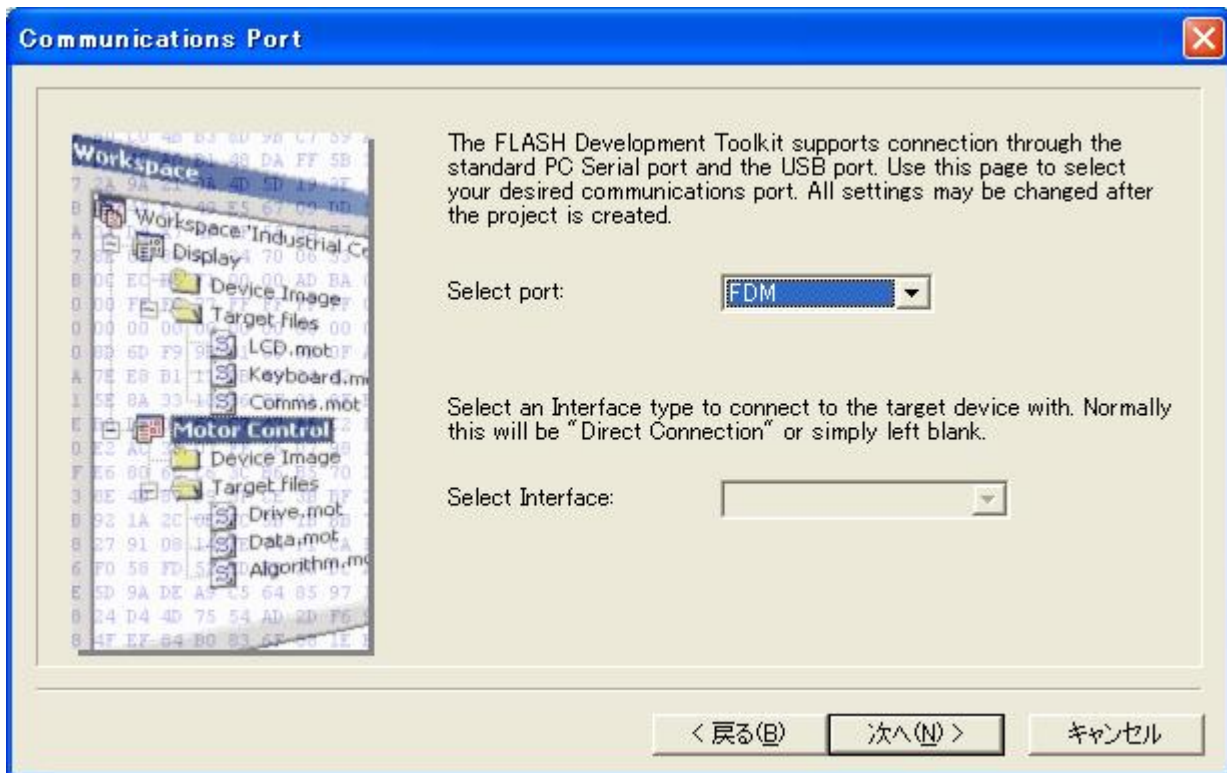 Communications Port
The FLASH Development Toolkit supports connection through the
standard PC Serial port and the USB port. Use this page to select
your desired communications port. All settings may be changed after
the project is created.
Select port:
FDM
Select an Interface type to connect to the target device with. Normally
this will be "Direct Connection" or simply left blank.
Select Interface:
Workspace
Workspace 'Industrial
Display
Device Image
Target files
LCD.mot
Keyboard.m
Comms.mot
Motor Control
Device Image
Target files
Drive.mot
Data.mot
Algorithm.mo
< 戻る(B)
次へ(N) >
キャンセル